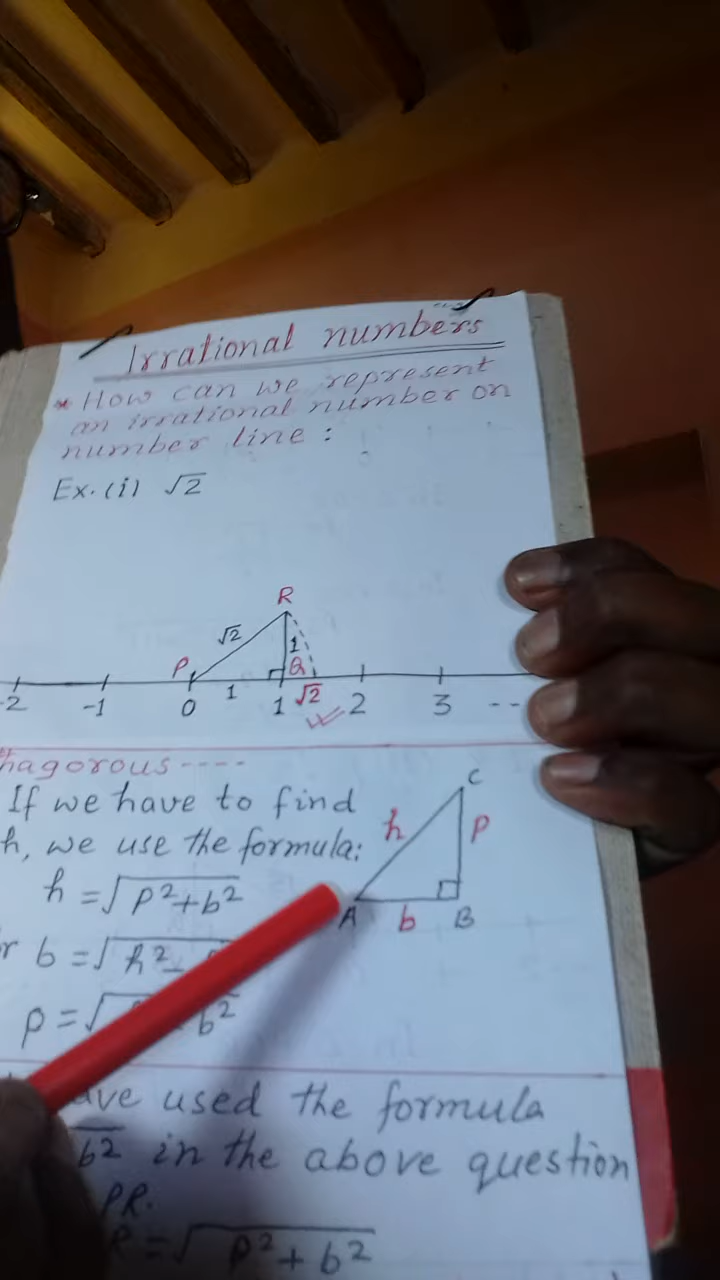 Irrational numbers
* How can we represent
an irrational number on
number line :
Ex. (i) √2
R
√2
1
P
Q
-2 -1 0 1 1 √2 2 3 --
hagorous ----
If we have to find
h, we use the formula:
h = √p²+b²
b = √h²-
p = √ b²
C
h
p
A b B
ave used the formula
b² in the above question
PR.
= √p²+b²